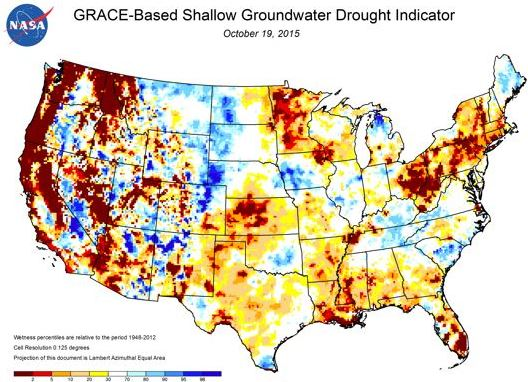 NASA
GRACE-Based Shallow Groundwater Drought Indicator
October 19, 2015
Wetness percentiles are relative to the period 1948-2012
Cell Resolution 0.125 degrees
Projection of this document is Lambert Azimuthal Equal Area
2 5 10 20 30 70 80 90 95 98